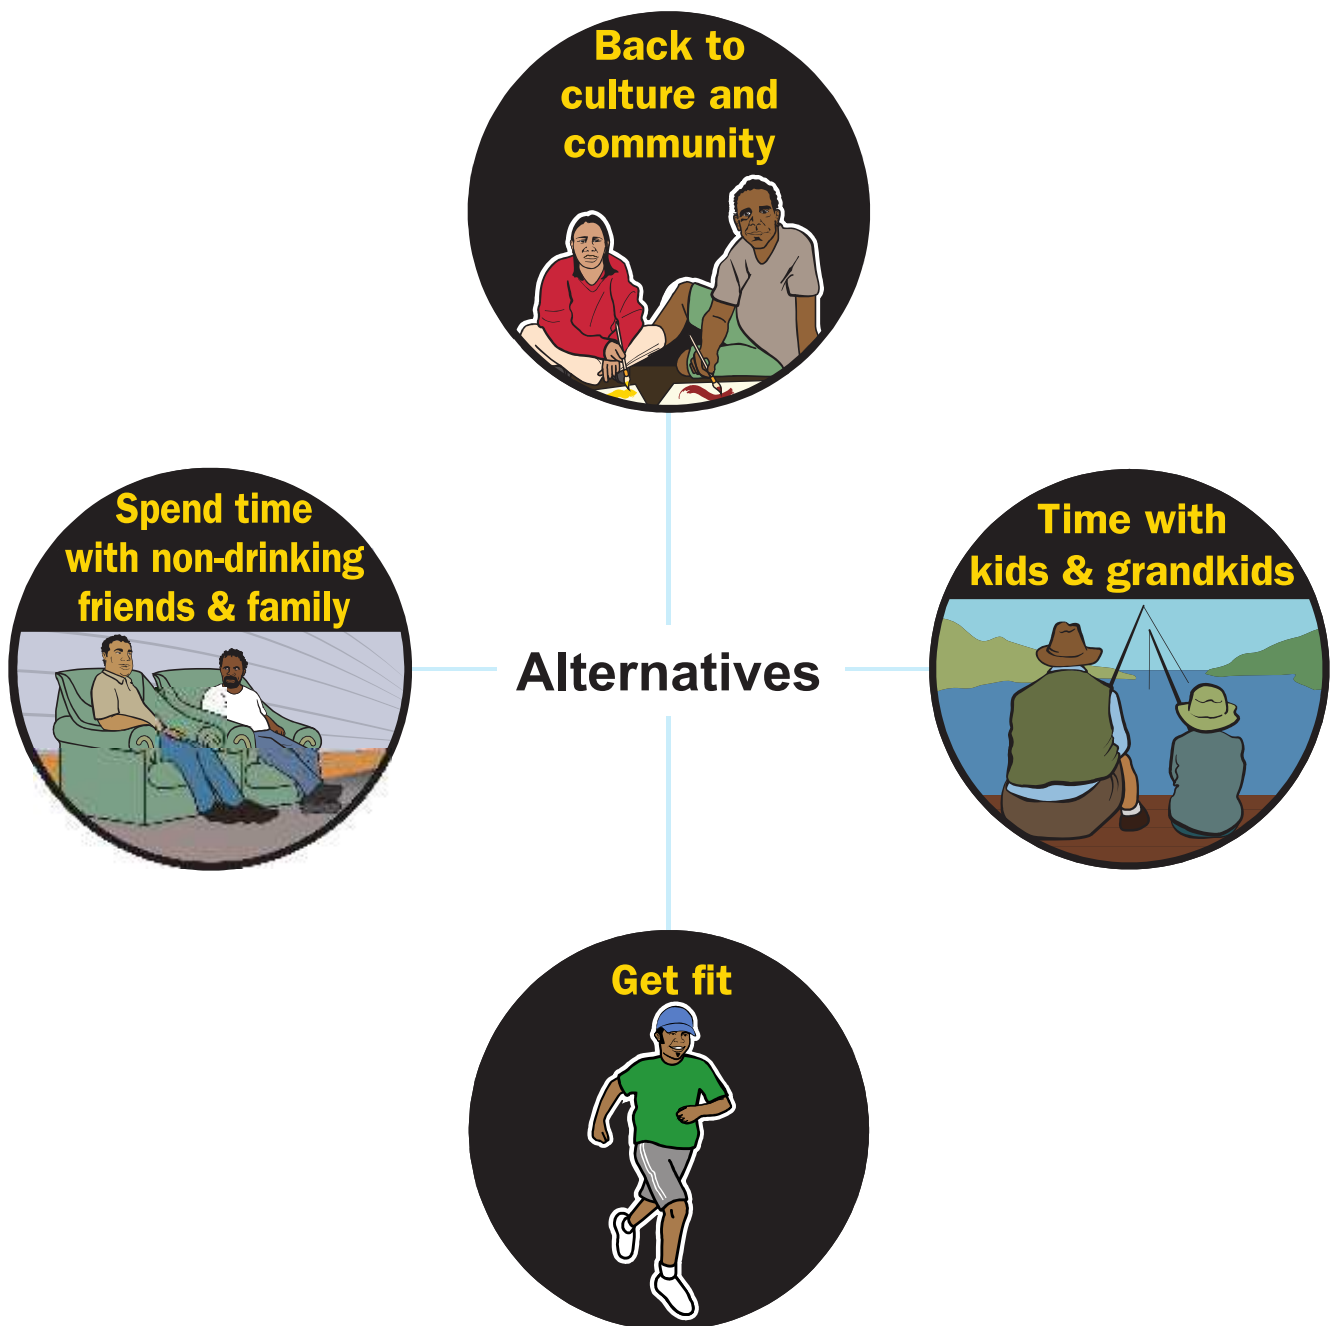 Back to
culture and
community
Spend time
with non-drinking
friends & family
Alternatives
Time with
kids & grandkids
Get fit